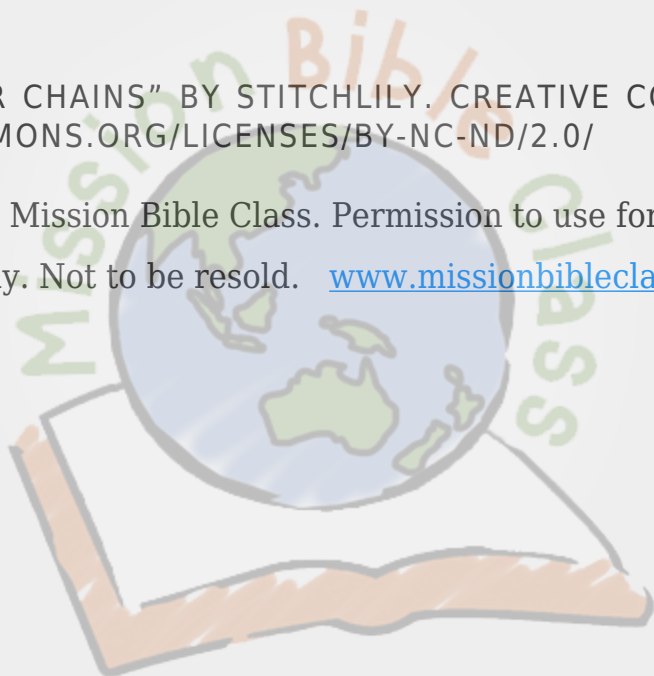 Mission Bible Class
R CHAINS” BY STITCHLILY. CREATIVE CO
MONS.ORG/LICENSES/BY-NC-ND/2.0/
Mission Bible Class. Permission to use for
y. Not to be resold. www.missionbiblecla